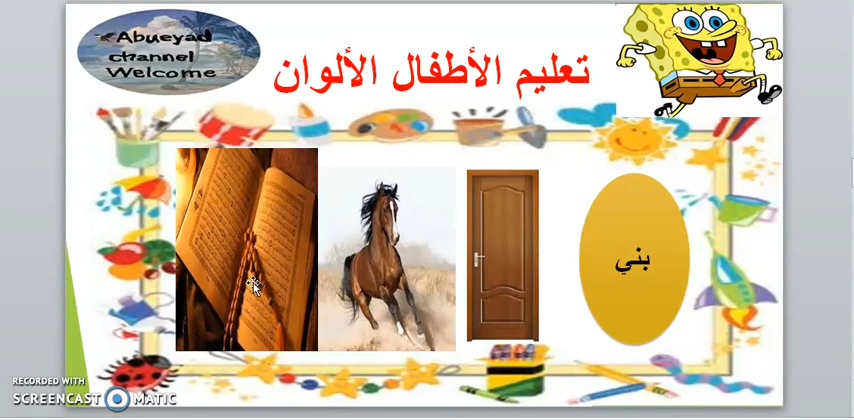 Abueyad
channel
Welcome
تعليم الأطفال الألوان
بني
RECORDED WITH
SCREENCAST MATIC